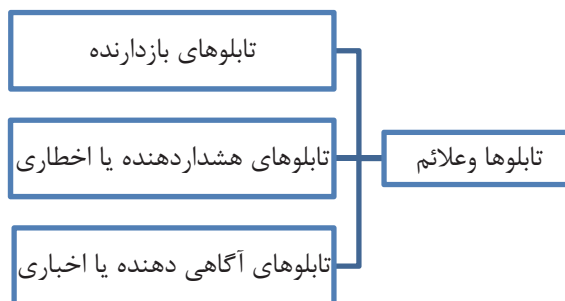 تابلوهای بازدارنده
تابلوهای هشداردهنده یا اخطاری
تابلوها وعلائم
تابلوهای آگاهی دهنده یا اخباری